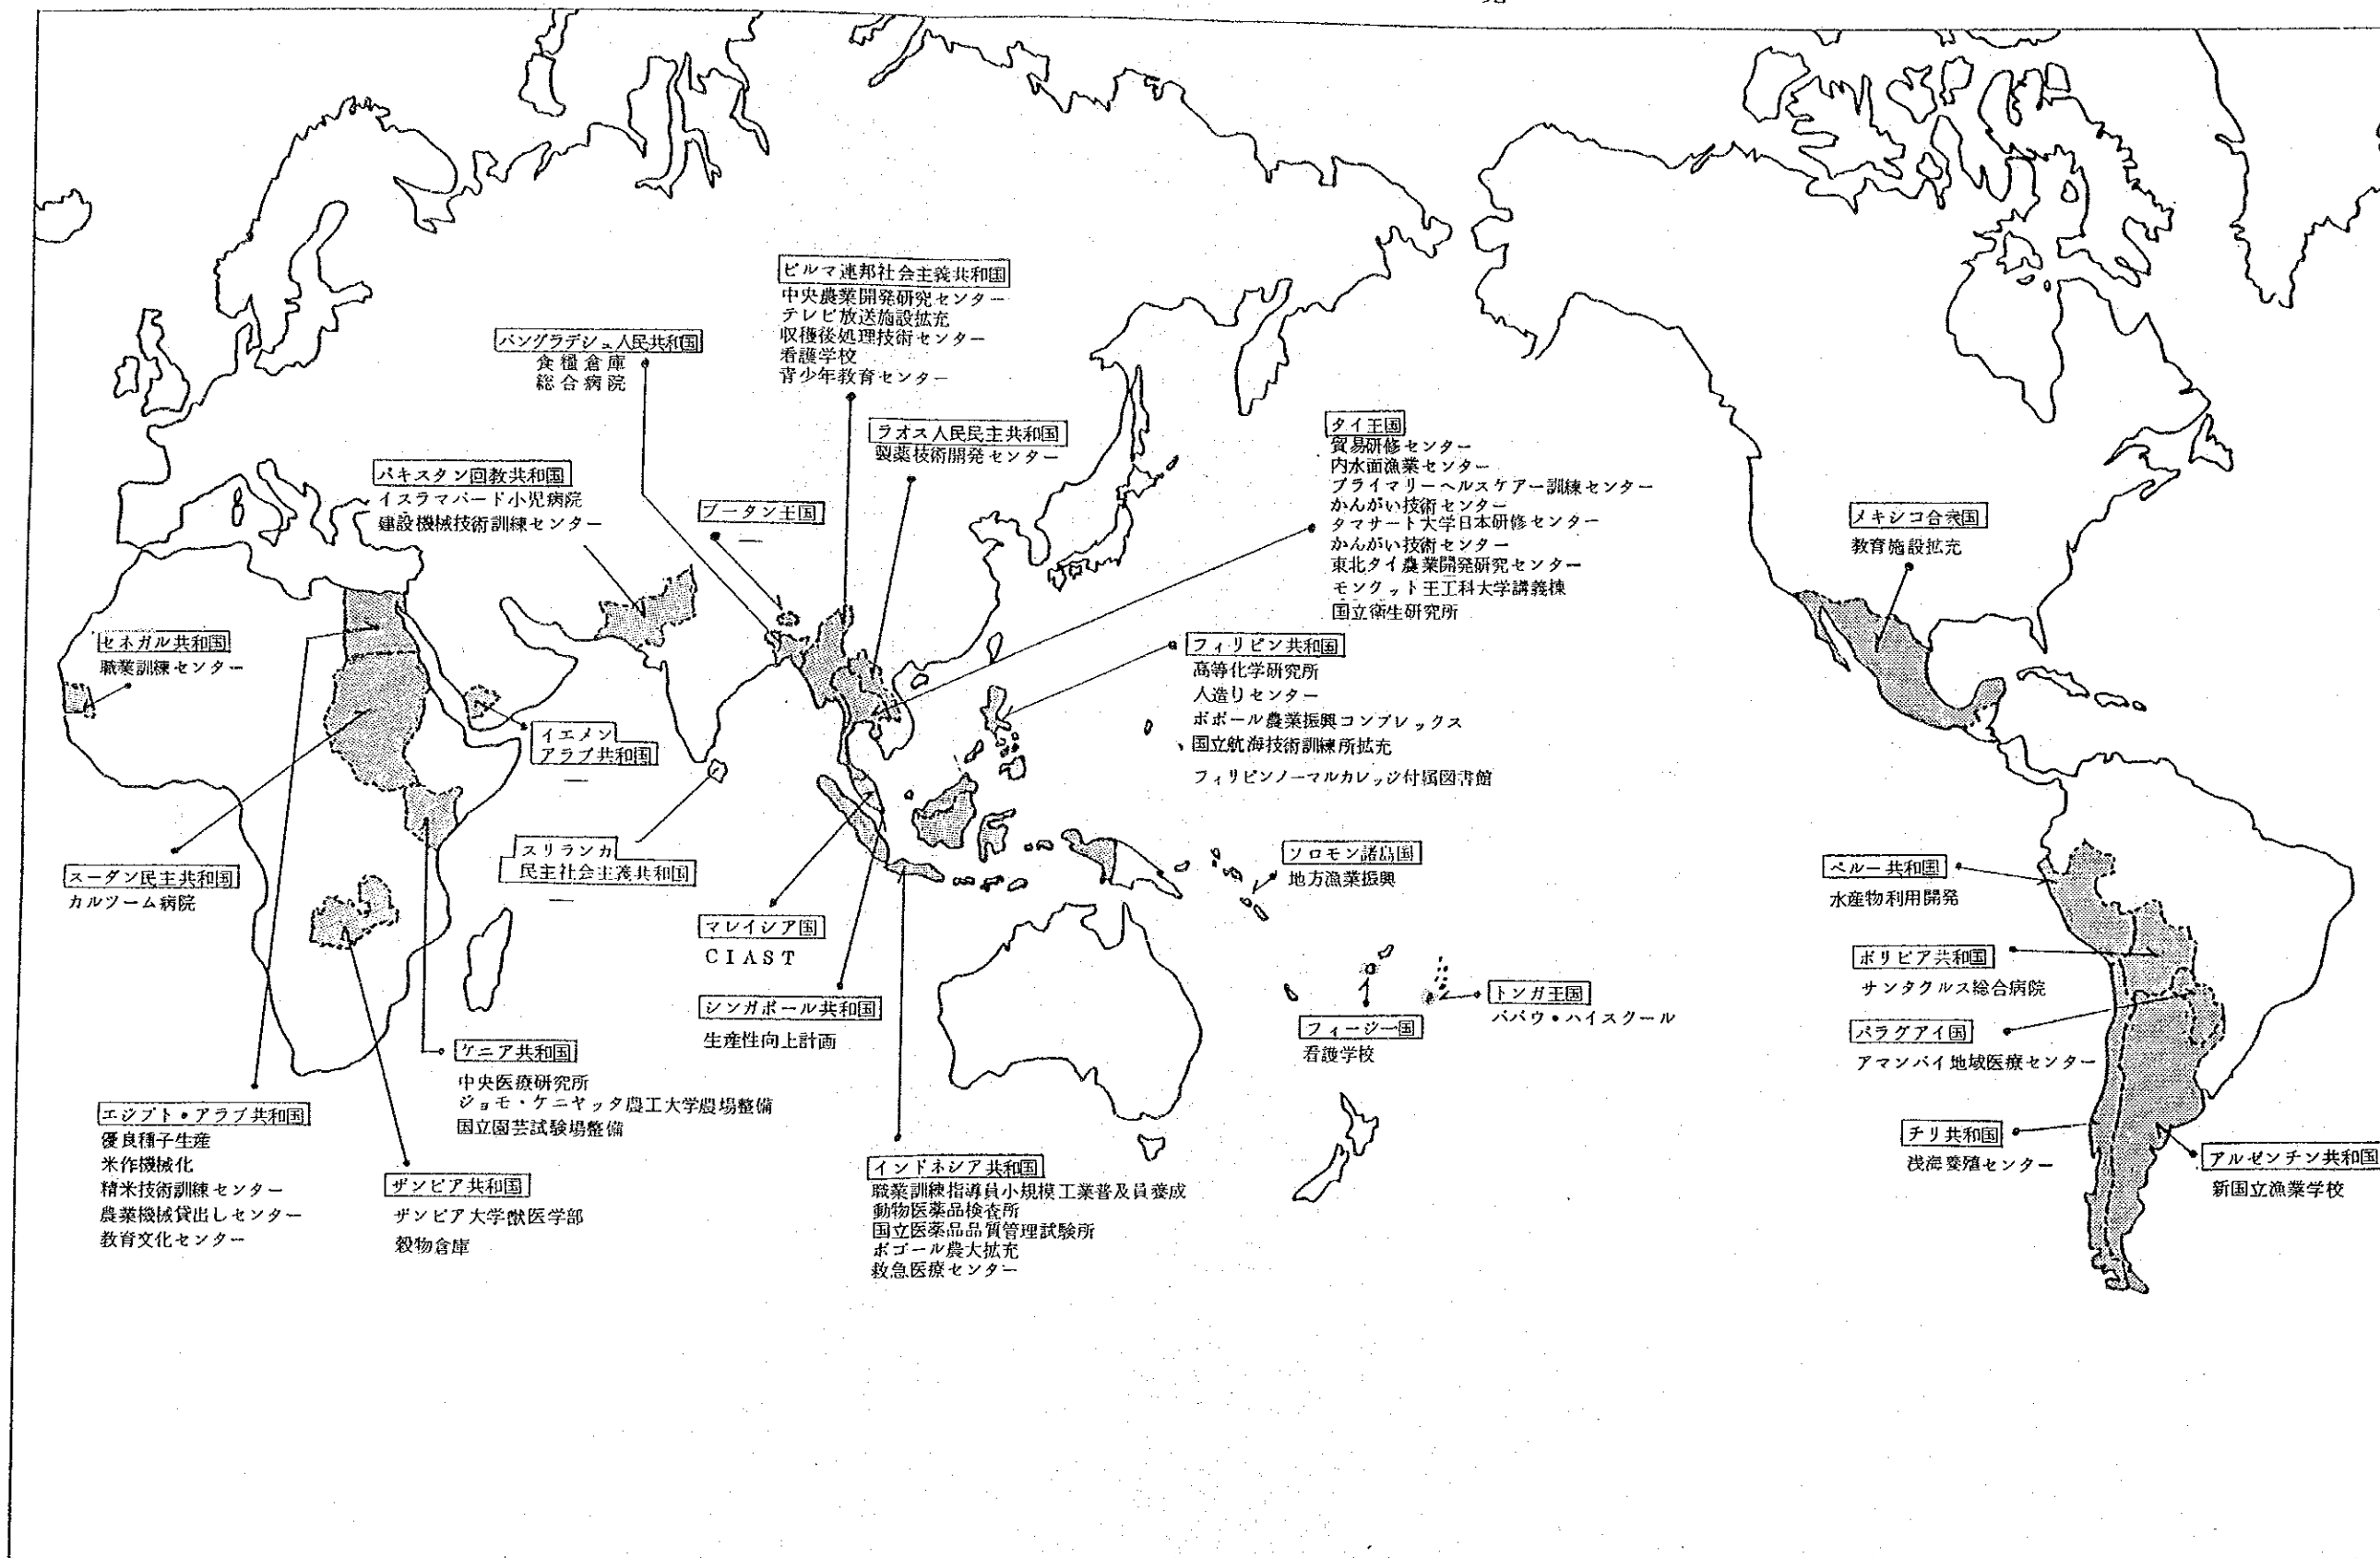 ビルマ連邦社会主義共和国
中央農業開発研究センター
テレビ放送施設拡充
収穫後処理技術センター
看護学校
青少年教育センター
バングラデシュ人民共和国
食糧倉庫
総合病院
ラオス人民民主共和国
製薬技術開発センター
タイ王国
貿易研修センター
内水面漁業センター
プライマリーヘルスケアー訓練センター
かんがい技術センター
タマサート大学日本研修センター
かんがい技術センター
東北タイ農業開発研究センター
モンクット王工科大学講義棟
国立衛生研究所
パキスタン回教共和国
イスラマバード小児病院
建設機械技術訓練センター
ブータン王国
—
メキシコ合衆国
教育施設拡充
セネガル共和国
職業訓練センター
フィリピン共和国
高等化学研究所
人造りセンター
ボホール農業振興コンプレックス
国立航海技術訓練所拡充
フィリピンノーマルカレッジ付属図書館
イエメン
アラブ共和国
—
スリランカ
民主社会主義共和国
—
ソロモン諸島国
地方漁業振興
ペルー共和国
水産物利用開発
スーダン民主共和国
カルツーム病院
マレイシア国
CIAST
ボリビア共和国
サンタクルス総合病院
シンガポール共和国
生産性向上計画
トンガ王国
ババウ・ハイスクール
フィージー国
看護学校
パラグアイ国
アマンバイ地域医療センター
ケニア共和国
中央医療研究所
ジョモ・ケニヤッタ農工大学農場整備
国立園芸試験場整備
エジプト・アラブ共和国
優良種子生産
米作機械化
精米技術訓練センター
農業機械貸出しセンター
教育文化センター
チリ共和国
浅海養殖センター
アルゼンチン共和国
新国立漁業学校
ザンビア共和国
ザンビア大学獣医学部
穀物倉庫
インドネシア共和国
職業訓練指導員小規模工業普及員養成
動物医薬品検査所
国立医薬品品質管理試験所
ボゴール農大拡充
救急医療センター